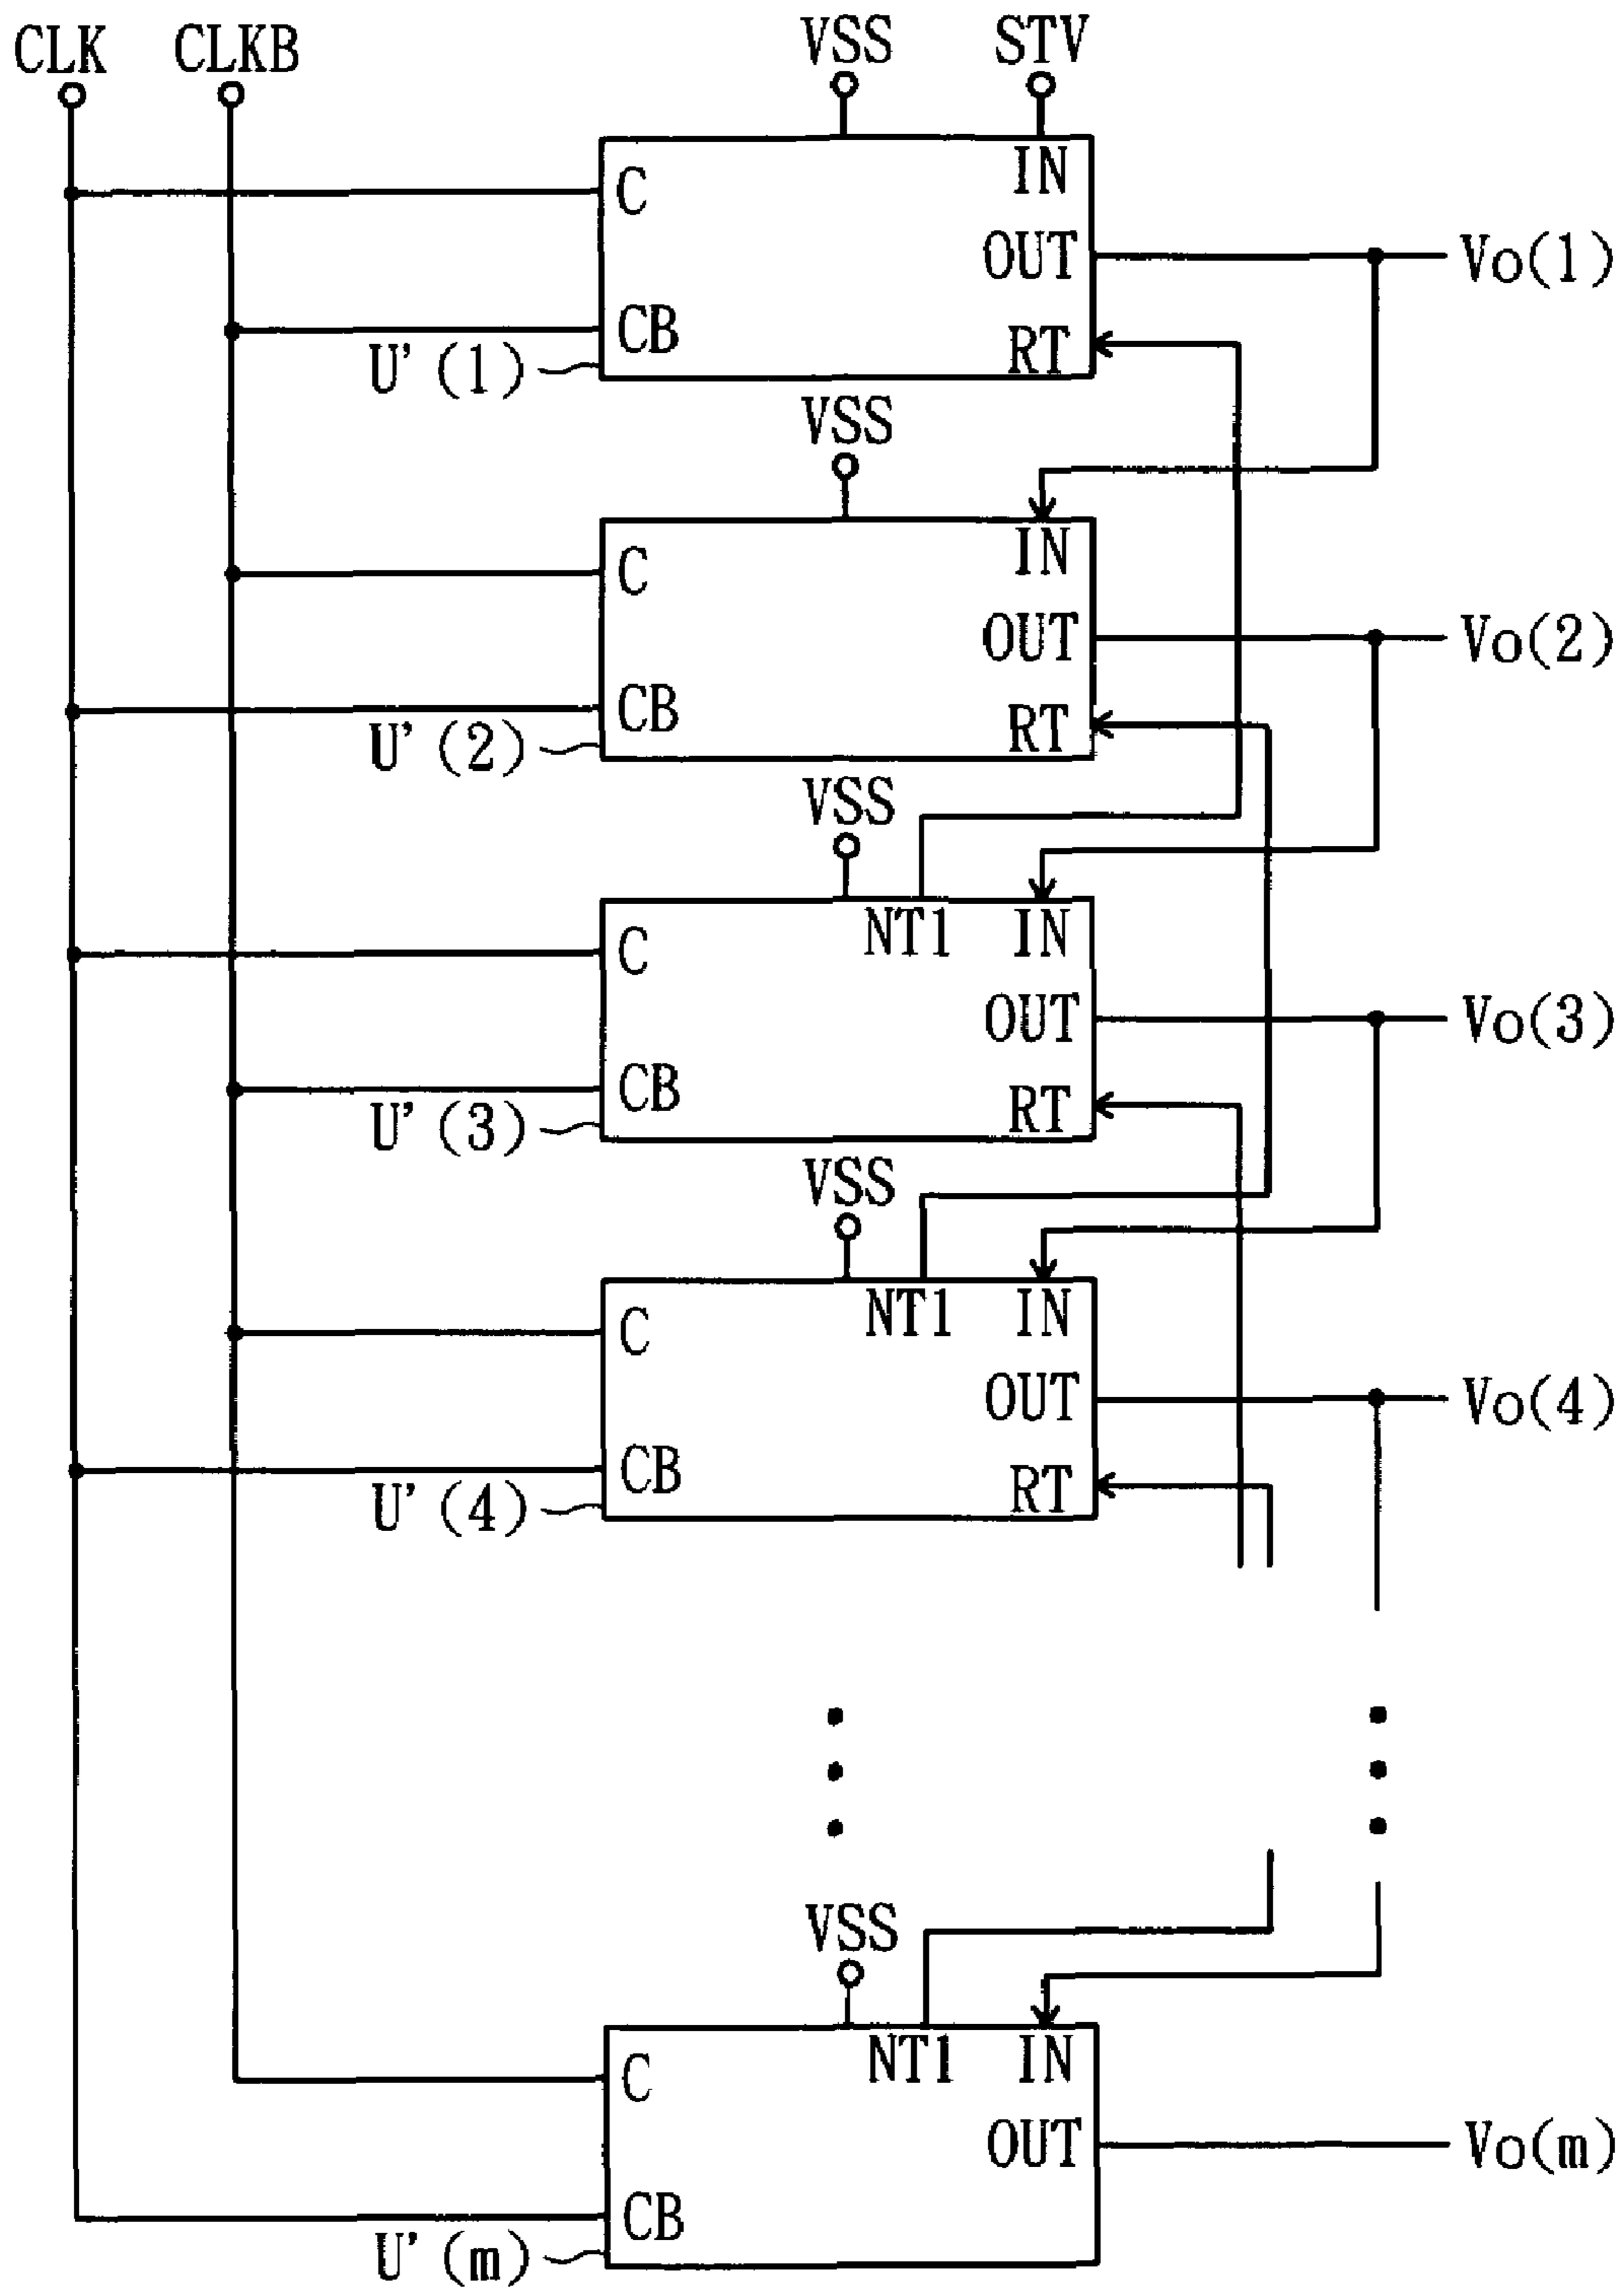 CLK CLKB VSS STV
C IN
OUT Vo(1)
CB RT
U'(1)
VSS
C IN
OUT Vo(2)
CB RT
U'(2)
VSS
C NT1 IN
OUT Vo(3)
CB RT
U'(3)
VSS
C NT1 IN
OUT Vo(4)
CB RT
U'(4)
VSS
C NT1 IN
OUT Vo(m)
CB
U'(m)